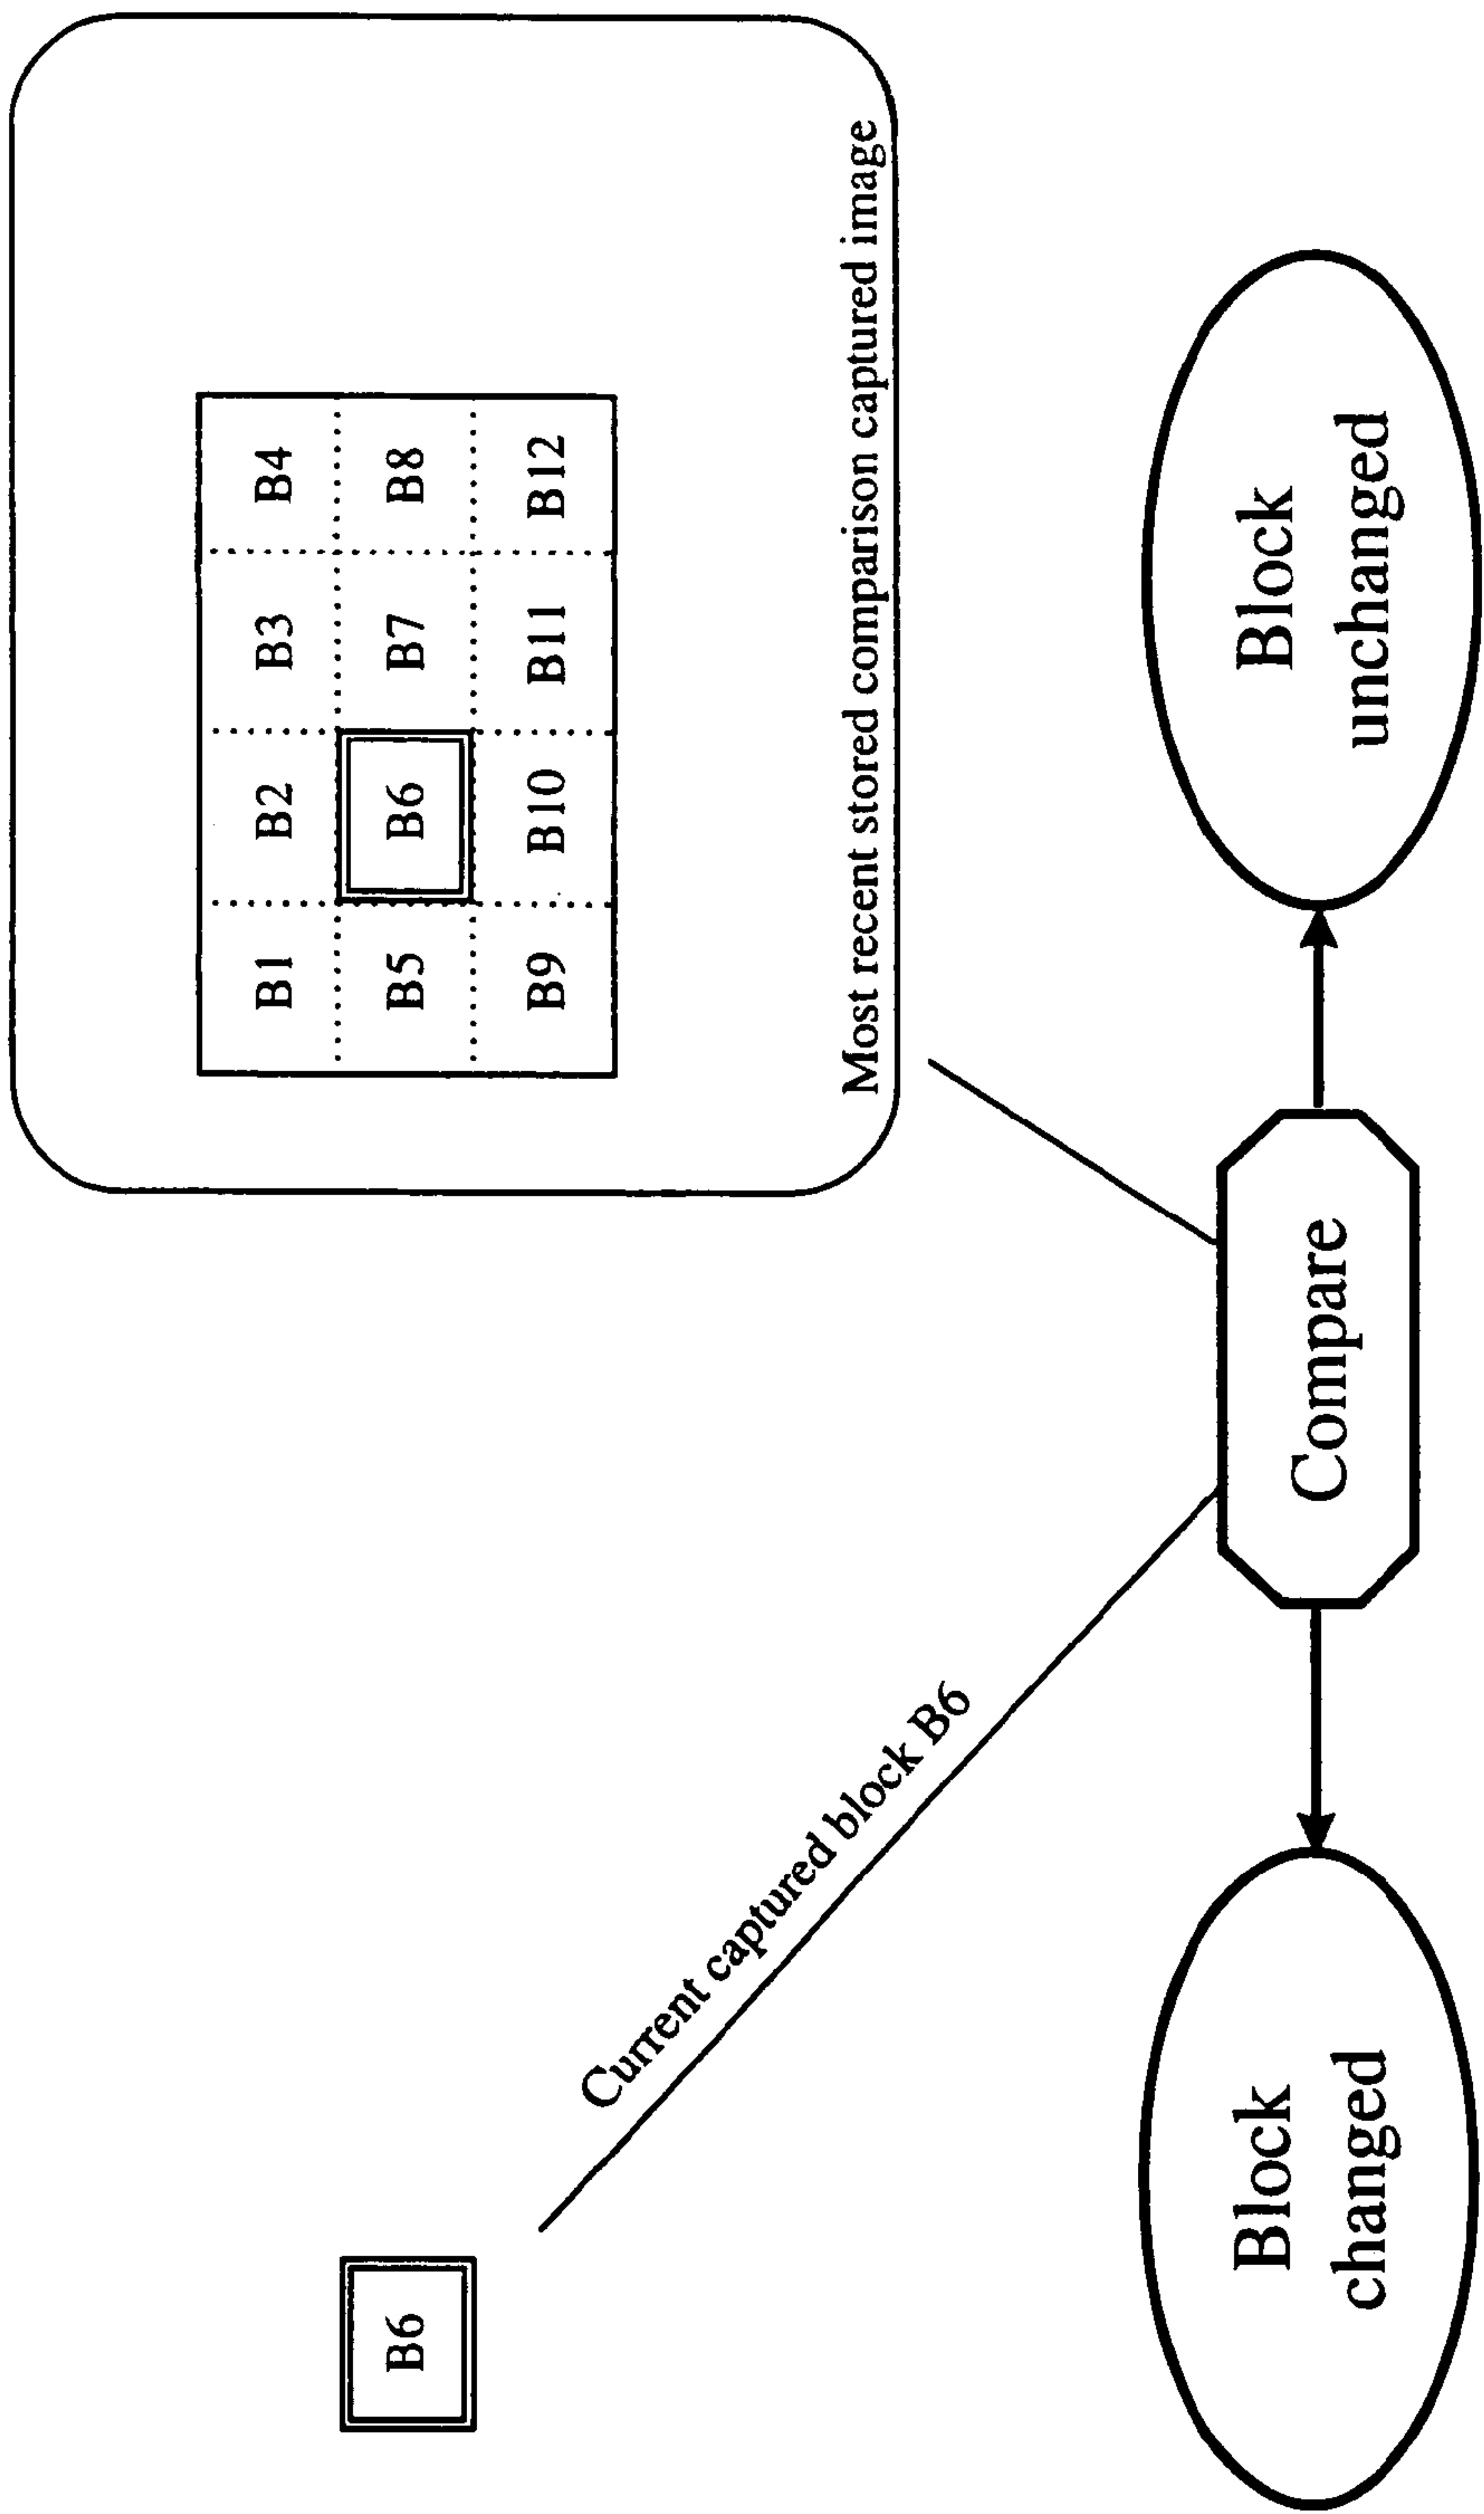 B1 B2 B3 B4
B5 B6 B7 B8
B9 B10 B11 B12
B6
Most recent stored comparison captured image
Current captured block B6
Compare
Block
changed
Block
unchanged